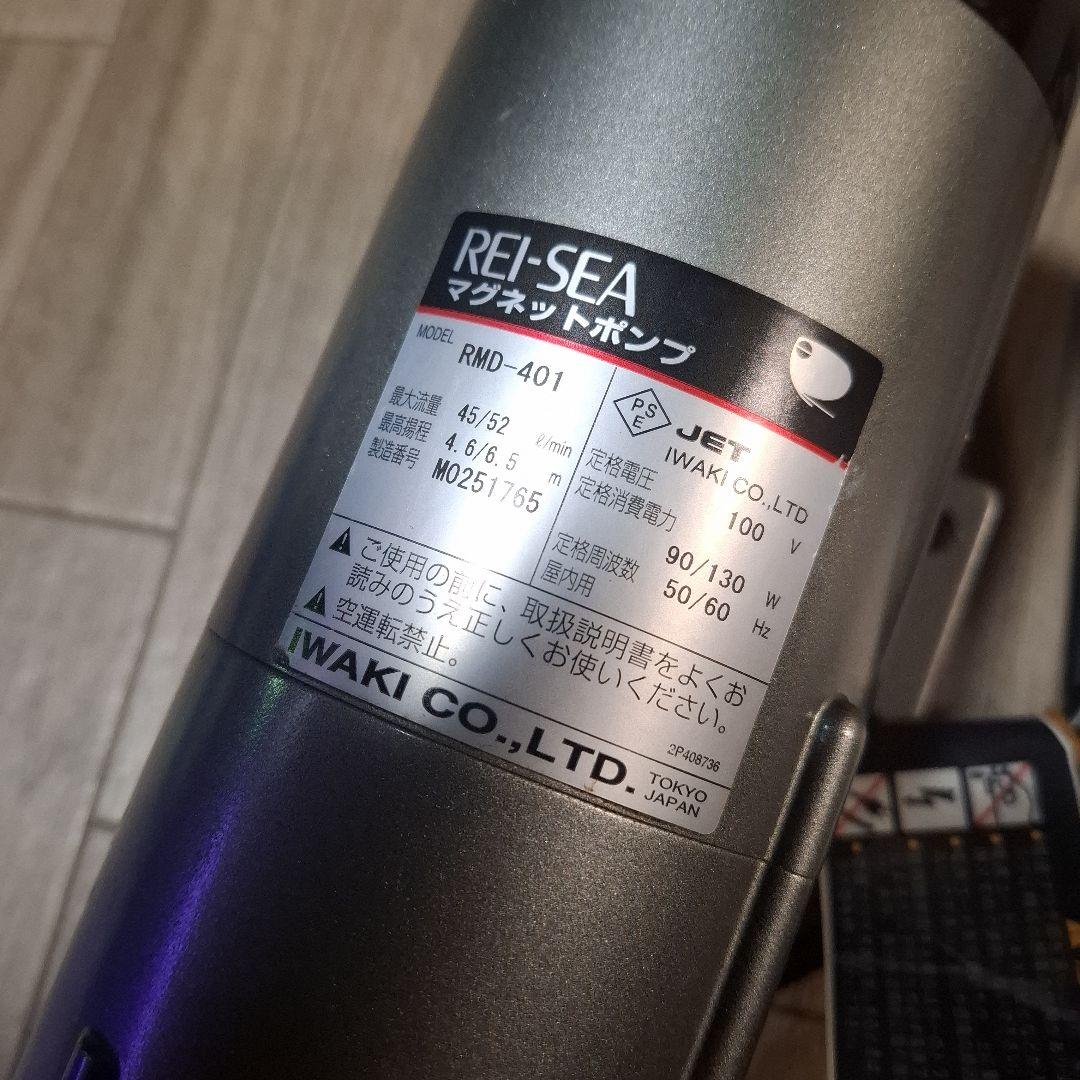 REI-SEA
マグネットポンプ
MODEL RMD-401
最大流量 45/52 ℓ/min
最高揚程 4.6/6.5 m
製造番号 M0251765
PSE JET
IWAKI CO.,LTD
定格電圧 100 V
定格消費電力 90/130 W
定格周波数 50/60 Hz
屋内用
ご使用の前に、取扱説明書をよくお
読みのうえ正しくお使いください。
空運転禁止。
2P408736
IWAKI CO.,LTD. TOKYO JAPAN